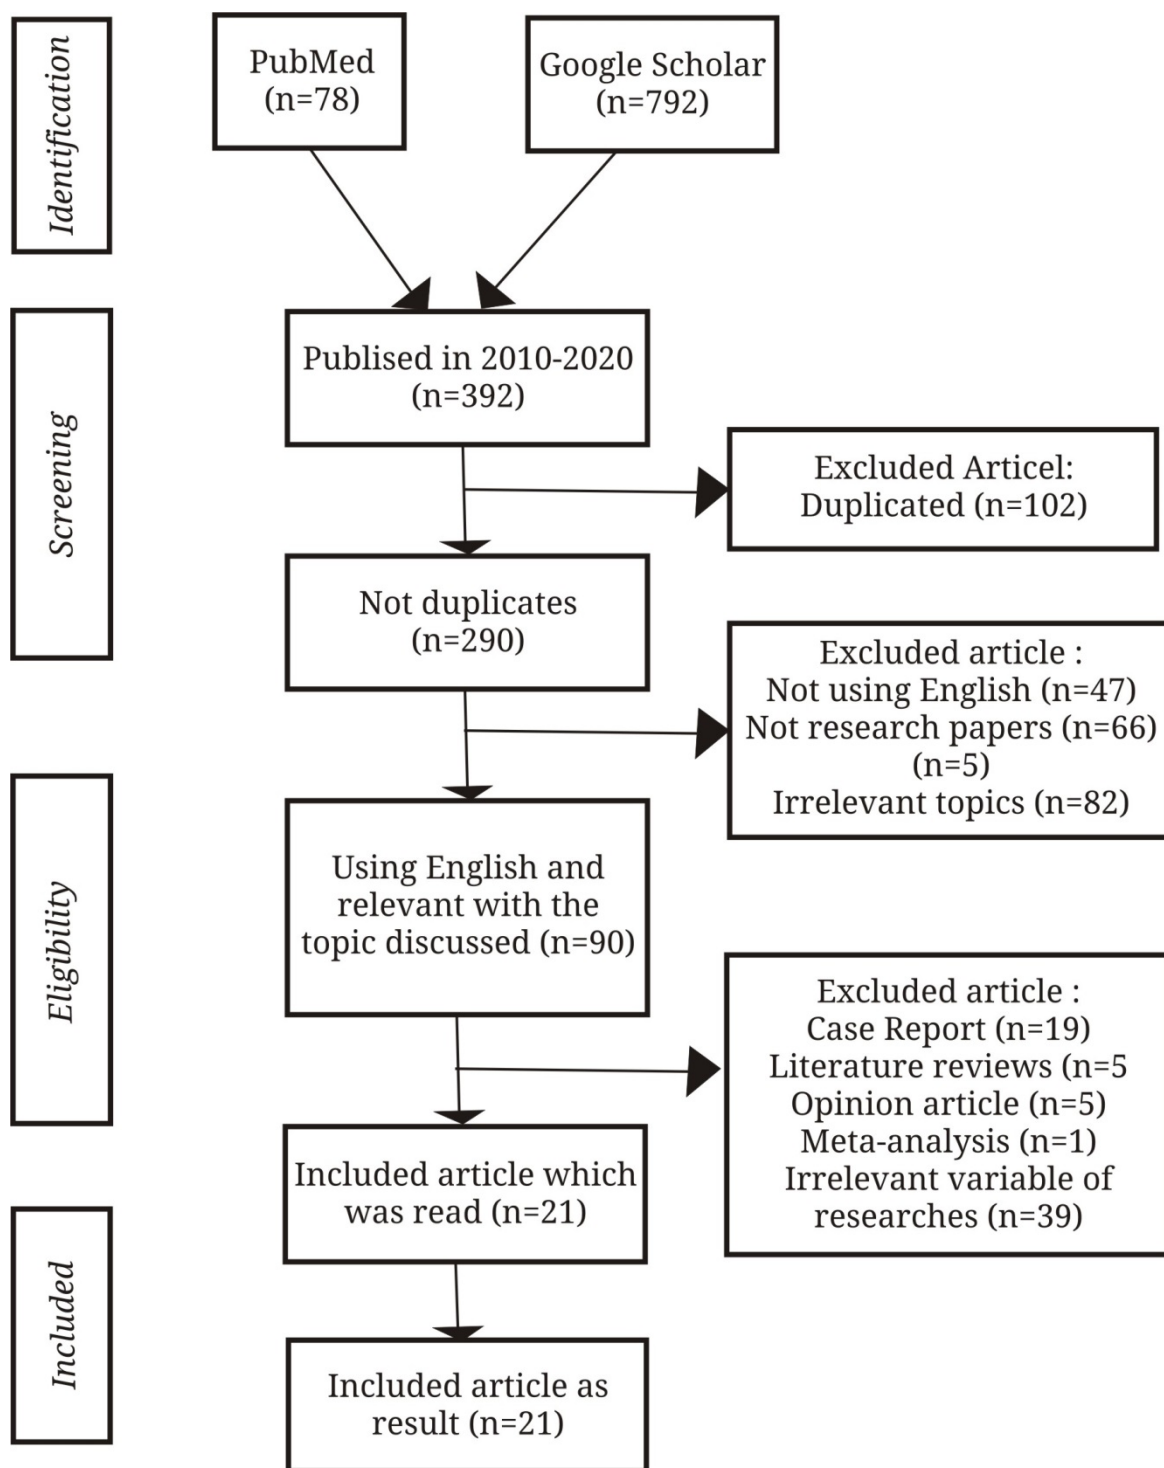 Identification
PubMed
(n=78)
Google Scholar
(n=792)
Screening
Publised in 2010-2020
(n=392)
Excluded Articel:
Duplicated (n=102)
Not duplicates
(n=290)
Excluded article :
Not using English (n=47)
Not research papers (n=66)
(n=5)
Irrelevant topics (n=82)
Eligibility
Using English and
relevant with the
topic discussed (n=90)
Excluded article :
Case Report (n=19)
Literature reviews (n=5
Opinion article (n=5)
Meta-analysis (n=1)
Irrelevant variable of
researches (n=39)
Included article which
was read (n=21)
Included
Included article as
result (n=21)